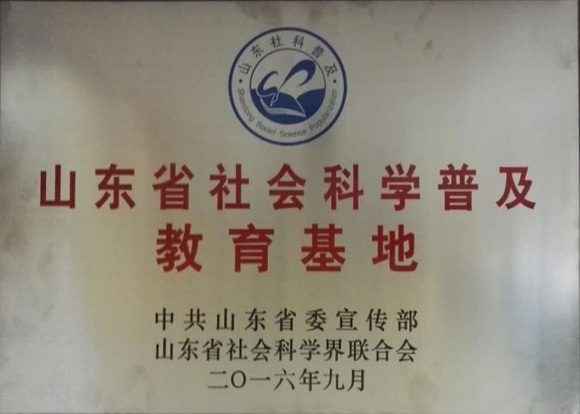 山东社科普及
Shandong Societ Science Popularization
山东省社会科学普及
教育基地
中共山东省委宣传部
山东省社会科学界联合会
二〇一六年九月